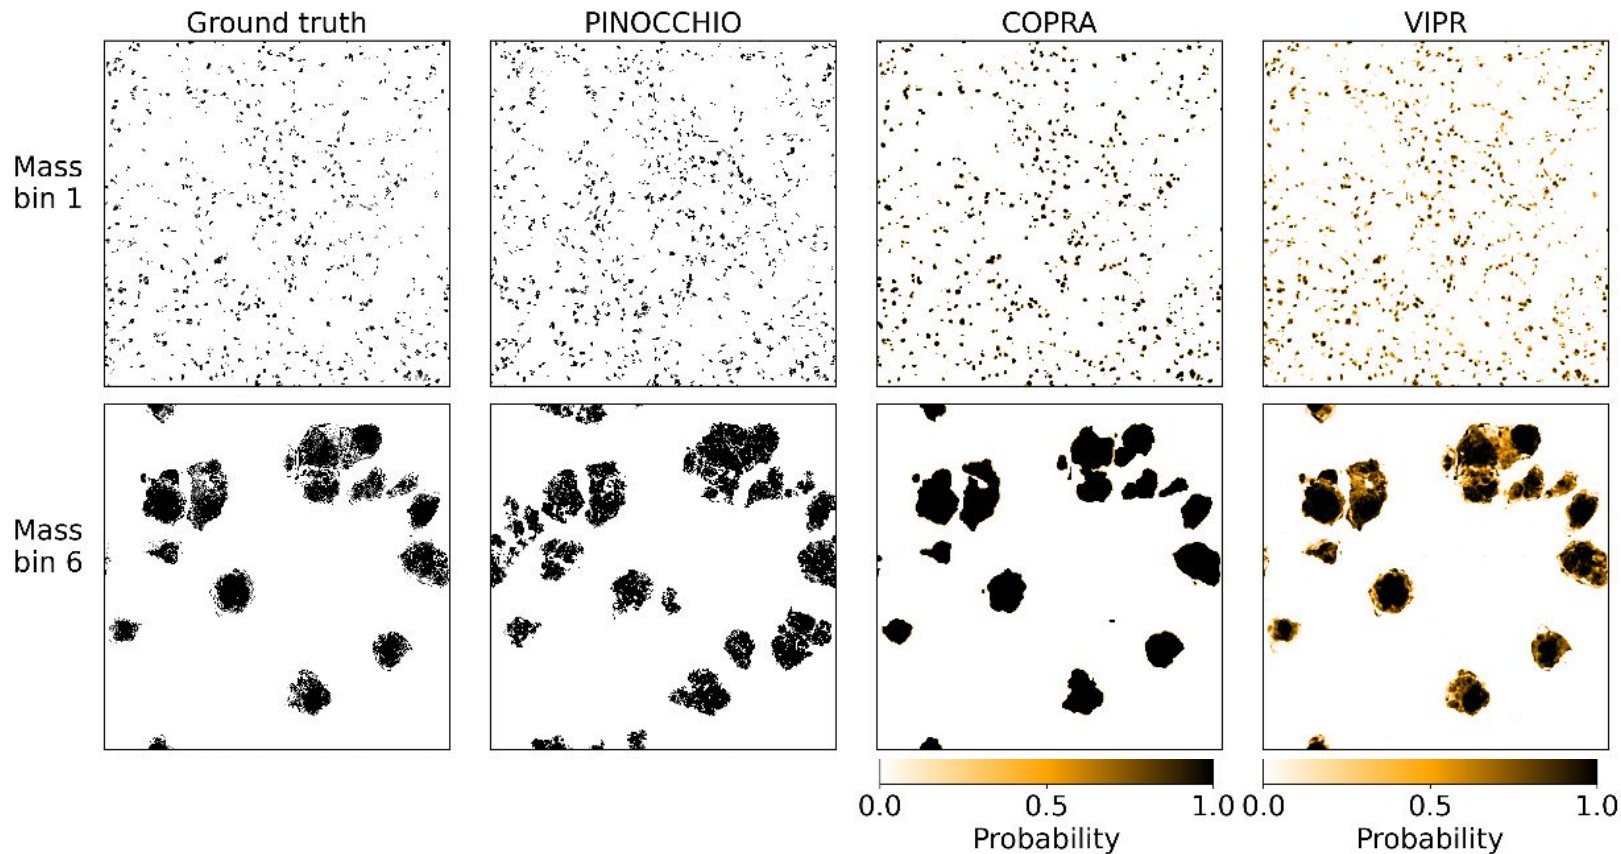 Ground truth
PINOCCHIO
COPRA
VIPR
Mass
bin 1
Mass
bin 6
0.0 0.5 1.0
Probability
0.0 0.5 1.0
Probability